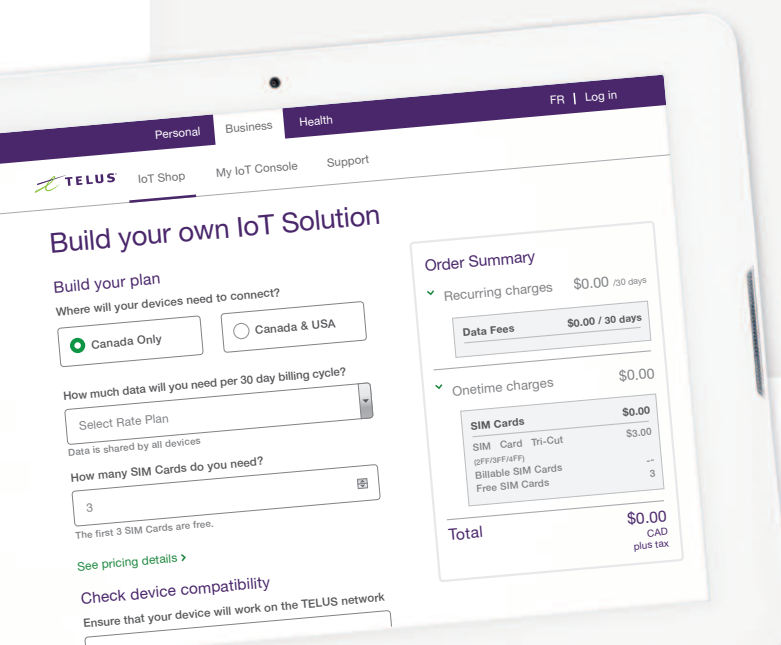 Personal Business Health FR | Log in
TELUS IoT Shop My IoT Console Support
Build your own IoT Solution
Build your plan
Where will your devices need to connect?
Canada Only Canada & USA
How much data will you need per 30 day billing cycle?
Select Rate Plan
Data is shared by all devices
How many SIM Cards do you need?
3
The first 3 SIM Cards are free.
See pricing details >
Check device compatibility
Ensure that your device will work on the TELUS network
Order Summary
Recurring charges $0.00 /30 days
Data Fees $0.00 / 30 days
Onetime charges $0.00
SIM Cards $0.00
SIM Card Tri-Cut $3.00
(2FF/3FF/4FF)
Billable SIM Cards --
Free SIM Cards 3
Total $0.00
CAD
plus tax